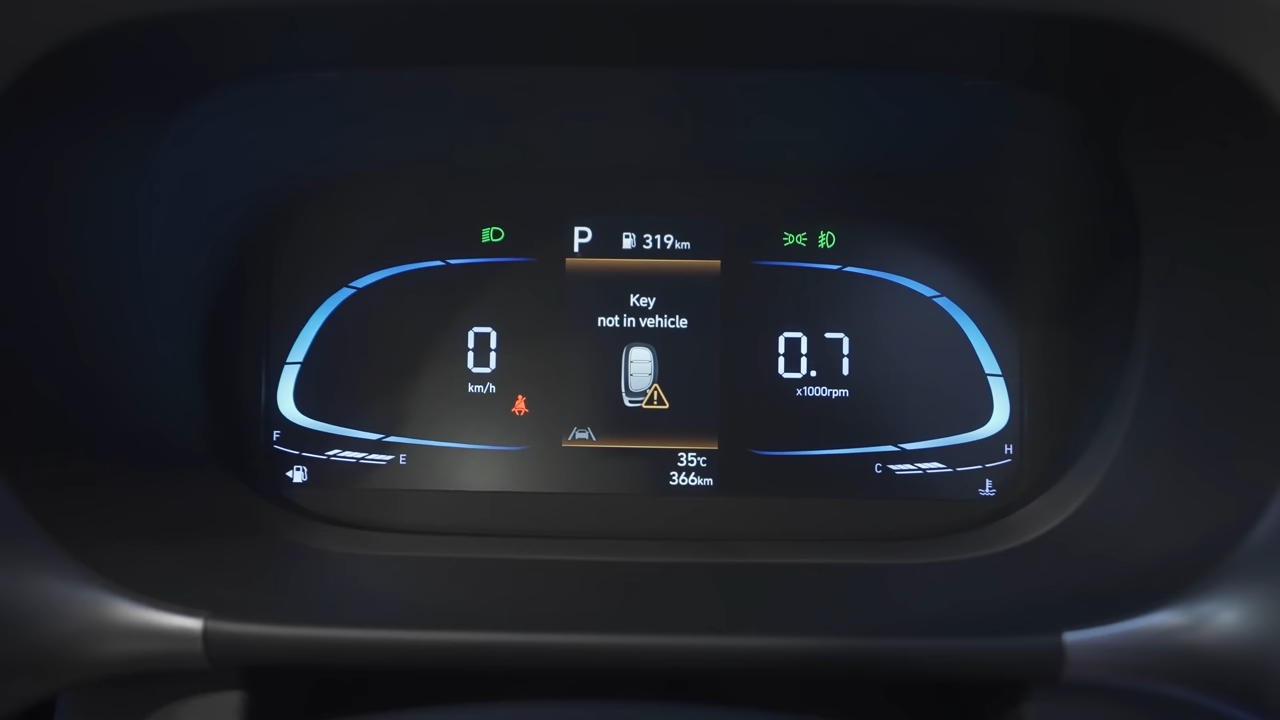 P 319km
Key
not in vehicle
0
km/h
0.7
x1000rpm
F
E
35℃
366km
C
H